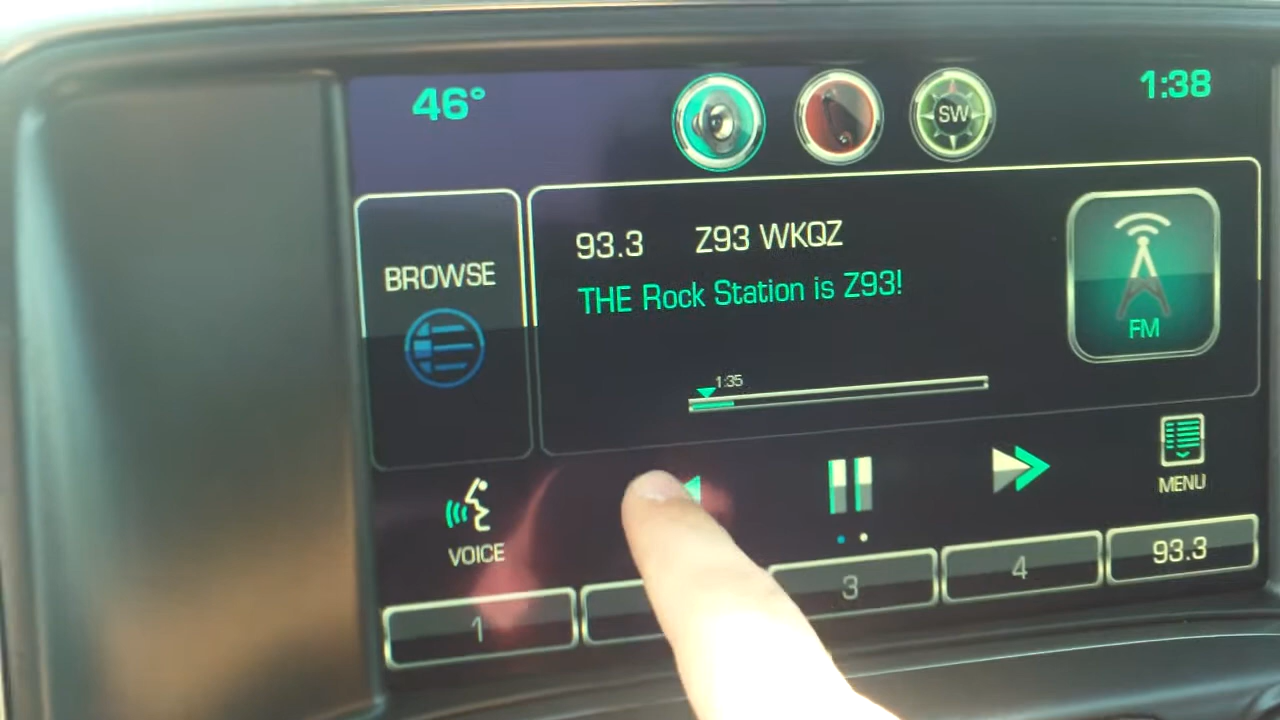 46°
SW
1:38
BROWSE
93.3 Z93 WKQZ
THE Rock Station is Z93!
FM
1:35
VOICE
MENU
1
3
4
93.3